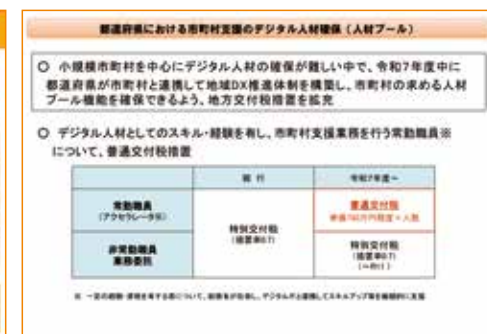 都道府県における市町村支援のデジタル人材確保（人材プール）
○ 小規模市町村を中心にデジタル人材の確保が難しい中で、令和7年度中に
都道府県が市町村と連携して地域DX推進体制を構築し、市町村の求める人材
プール機能を確保できるよう、地方交付税措置を拡充
○ デジタル人材としてのスキル・経験を有し、市町村支援業務を行う常勤職員※
について、普通交付税措置
現 行
令和7年度～
常勤職員
普通交付税
特別交付税
(措置率0.7)
非常勤職員
業務委託
特別交付税
(措置率0.7)